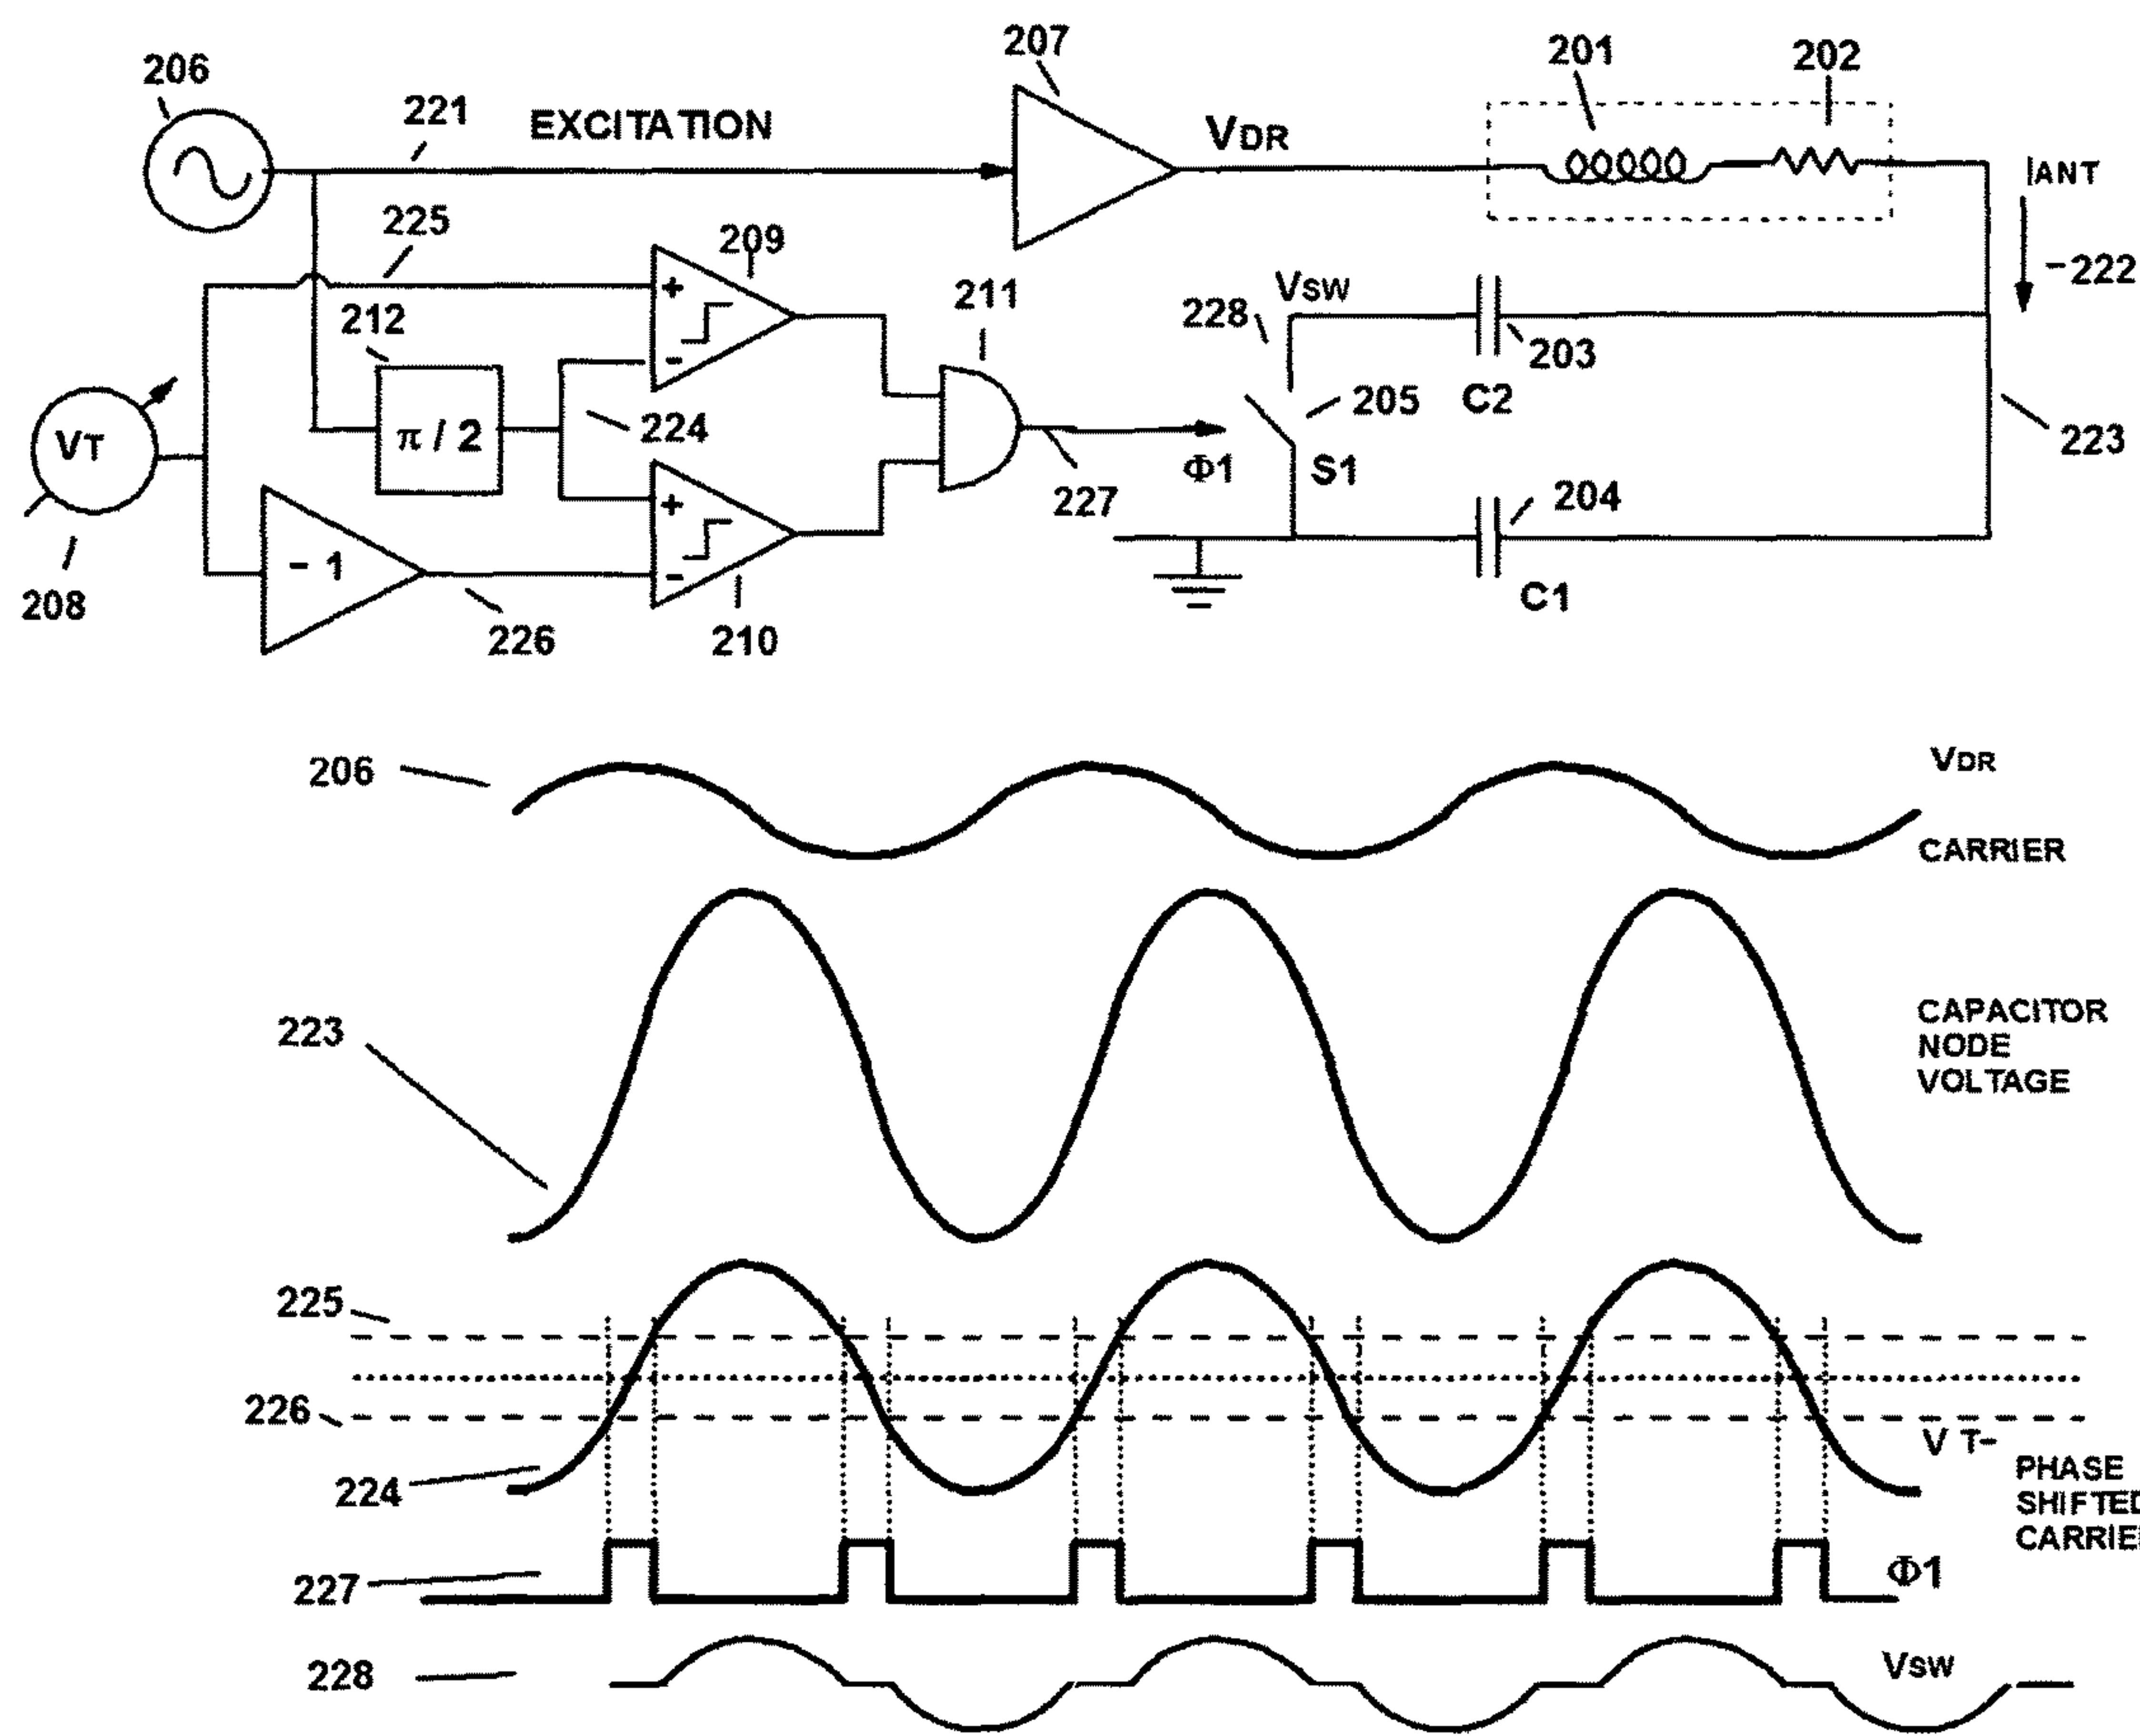 206
221
EXCITATION
207
VDR
201
202
IANT
-222
225
209
+
-
212
211
VSW
228
203
C2
205
223
VT
π / 2
224
Φ1
S1
204
227
+
-
- 1
208
226
210
C1
206
VDR
CARRIER
223
CAPACITOR
NODE
VOLTAGE
225
226
V T-
224
PHASE
SHIFTED
CARRIE
227
Φ1
228
VSW